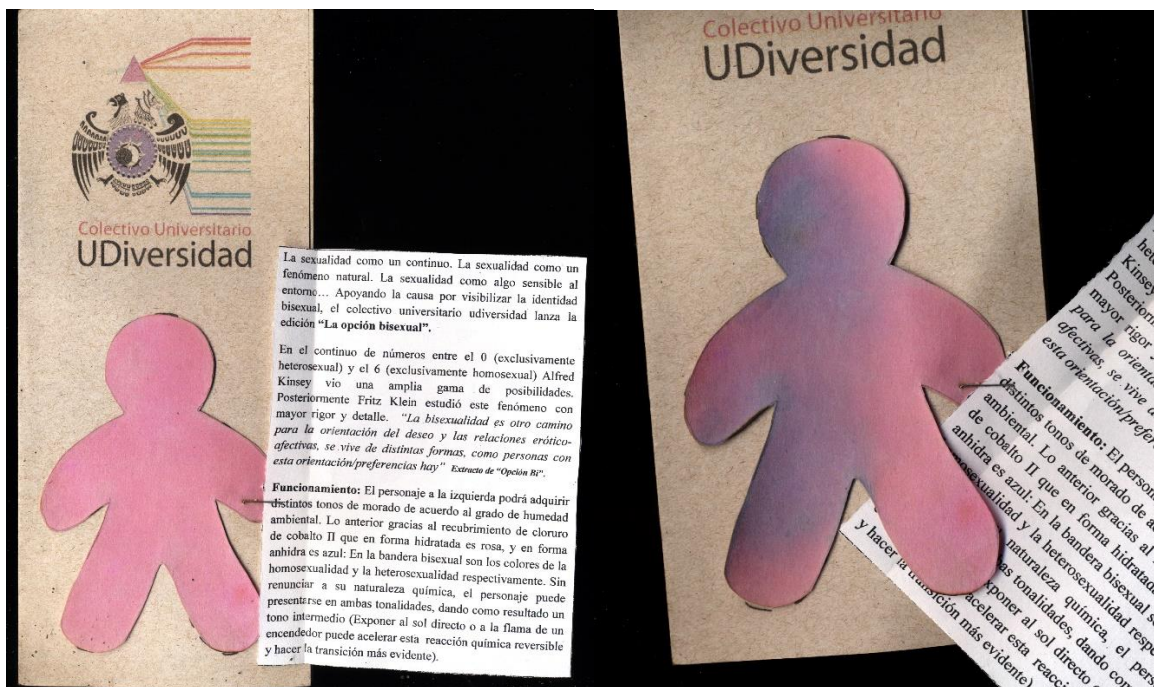 Colectivo Universitario
UDiversidad
La sexualidad como un continuo. La sexualidad como un
fenómeno natural. La sexualidad como algo sensible al
entorno... Apoyando la causa por visibilizar la identidad
bisexual, el colectivo universitario udiversidad lanza la
edición "La opción bisexual".
En el continuo de números entre el 0 (exclusivamente
heterosexual) y el 6 (exclusivamente homosexual) Alfred
Kinsey vio una amplia gama de posibilidades.
Posteriormente Fritz Klein estudió este fenómeno con
mayor rigor y detalle. "La bisexualidad es otro camino
para la orientación del deseo y las relaciones erótico-
afectivas, se vive de distintas formas, como personas con
esta orientación/preferencias hay" Extracto de "Opción Bi".
Funcionamiento: El personaje a la izquierda podrá adquirir
distintos tonos de morado de acuerdo al grado de humedad
ambiental. Lo anterior gracias al recubrimiento de cloruro
de cobalto II que en forma hidratada es rosa, y en forma
anhidra es azul: En la bandera bisexual son los colores de la
homosexualidad y la heterosexualidad respectivamente. Sin
renunciar a su naturaleza química, el personaje puede
presentarse en ambas tonalidades, dando como resultado un
tono intermedio (Exponer al sol directo o a la flama de un
encendedor puede acelerar esta reacción química reversible
y hacer la transición más evidente).
Colectivo Universitario
UDiversidad
Kinsey
Posteriorm
mayor rigor
para la orienta
afectivas, se vive d
esta orientación/prefer
Funcionamiento: El persona
distintos tonos de morado de a
ambiental. Lo anterior gracias al
de cobalto II que en forma hidratad
anhidra es azul: En la bandera bisexual s
mosexualidad y la heterosexualidad respe
naturaleza química, el pers
as tonalidades, dando con
xponer al sol directo
acelerar esta reacci
y hacer la transición más evidente)